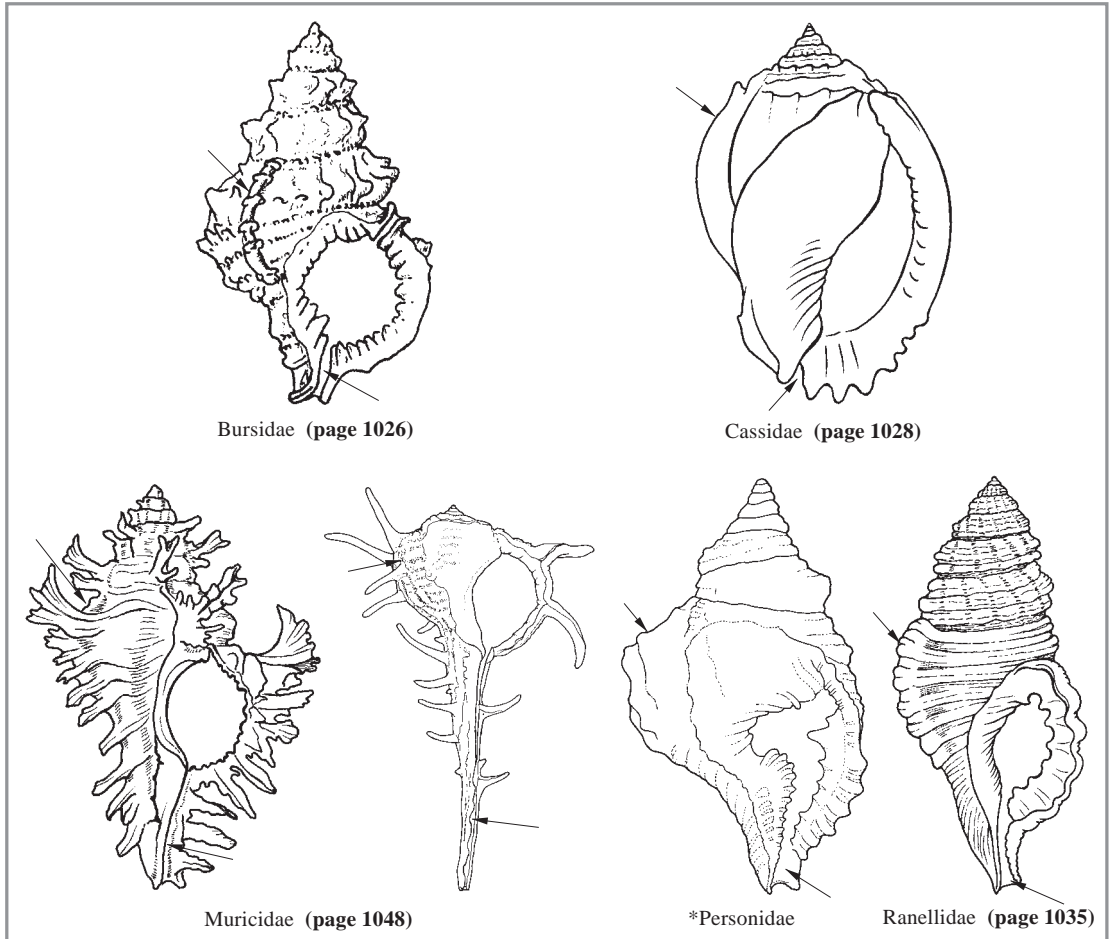 Bursidae (page 1026)
Cassidae (page 1028)
Muricidae (page 1048)
*Personidae
Ranellidae (page 1035)